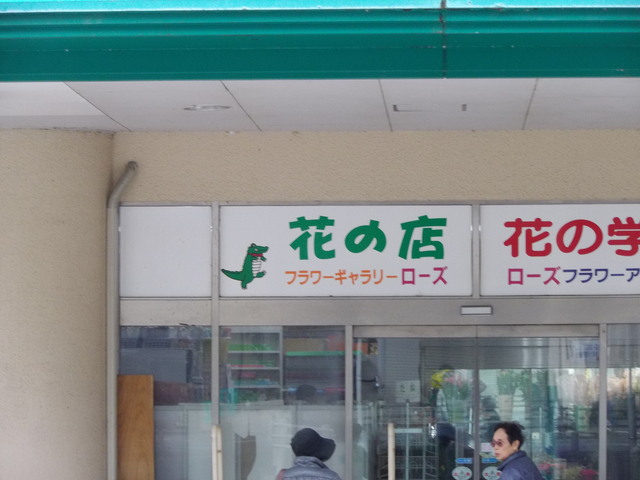 花の店
フラワーギャラリーローズ
花の学
ローズフラワーア